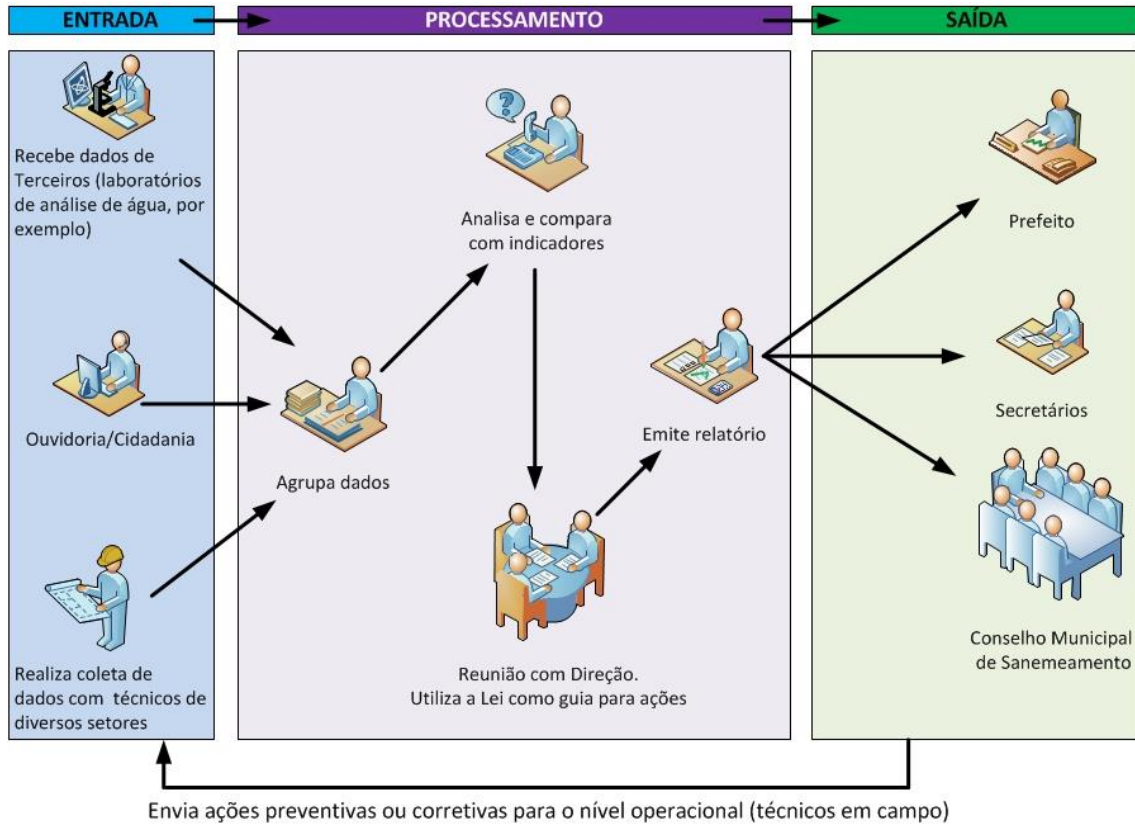 ENTRADA
PROCESSAMENTO
SAÍDA
Recebe dados de
Terceiros (laboratórios
de análise de água, por
exemplo)
Ouvidoria/Cidadania
Realiza coleta de
dados com técnicos de
diversos setores
Agrupa dados
Analisa e compara
com indicadores
Reunião com Direção.
Utiliza a Lei como guia para ações
Emite relatório
Prefeito
Secretários
Conselho Municipal
de Sanemeamento
Envia ações preventivas ou corretivas para o nível operacional (técnicos em campo)